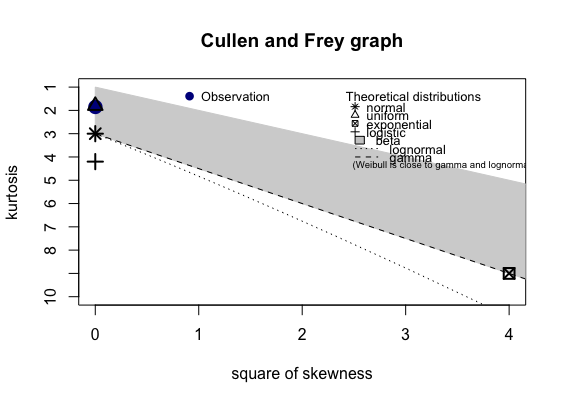 Cullen and Frey graph
Observation
Theoretical distributions
normal
uniform
exponential
logistic
beta
lognormal
gamma
(Weibull is close to gamma and lognorma
kurtosis
1
2
3
4
5
6
7
8
10
0
1
2
3
4
square of skewness